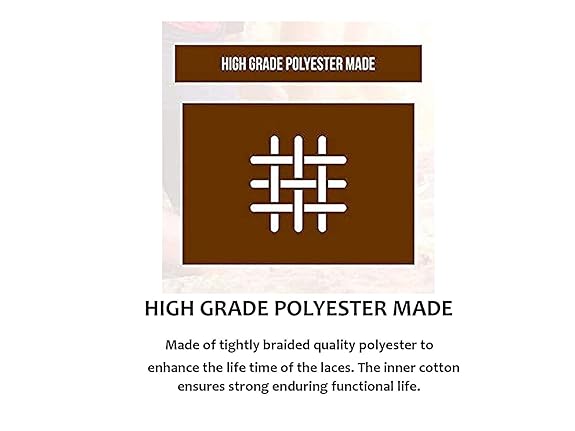 HIGH GRADE POLYESTER MADE
HIGH GRADE POLYESTER MADE
Made of tightly braided quality polyester to
enhance the life time of the laces. The inner cotton
ensures strong enduring functional life.